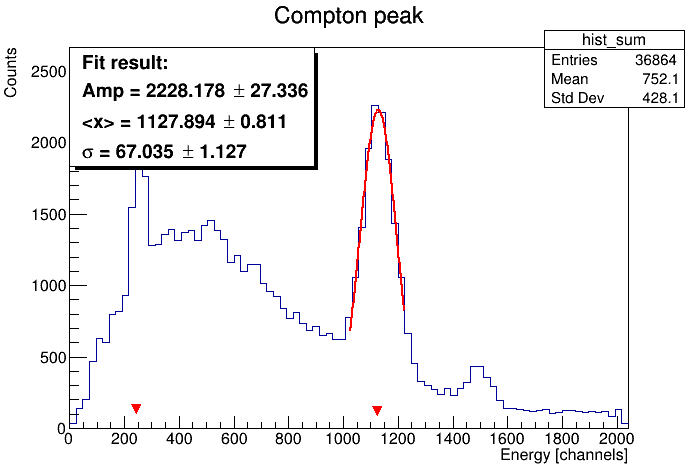 Compton peak
hist_sum
Entries 36864
Mean 752.1
Std Dev 428.1
Fit result:
Amp = 2228.178 ± 27.336
<x> = 1127.894 ± 0.811
σ = 67.035 ± 1.127
Counts
2500
2000
1500
1000
500
0
0 200 400 600 800 1000 1200 1400 1600 1800 2000
Energy [channels]